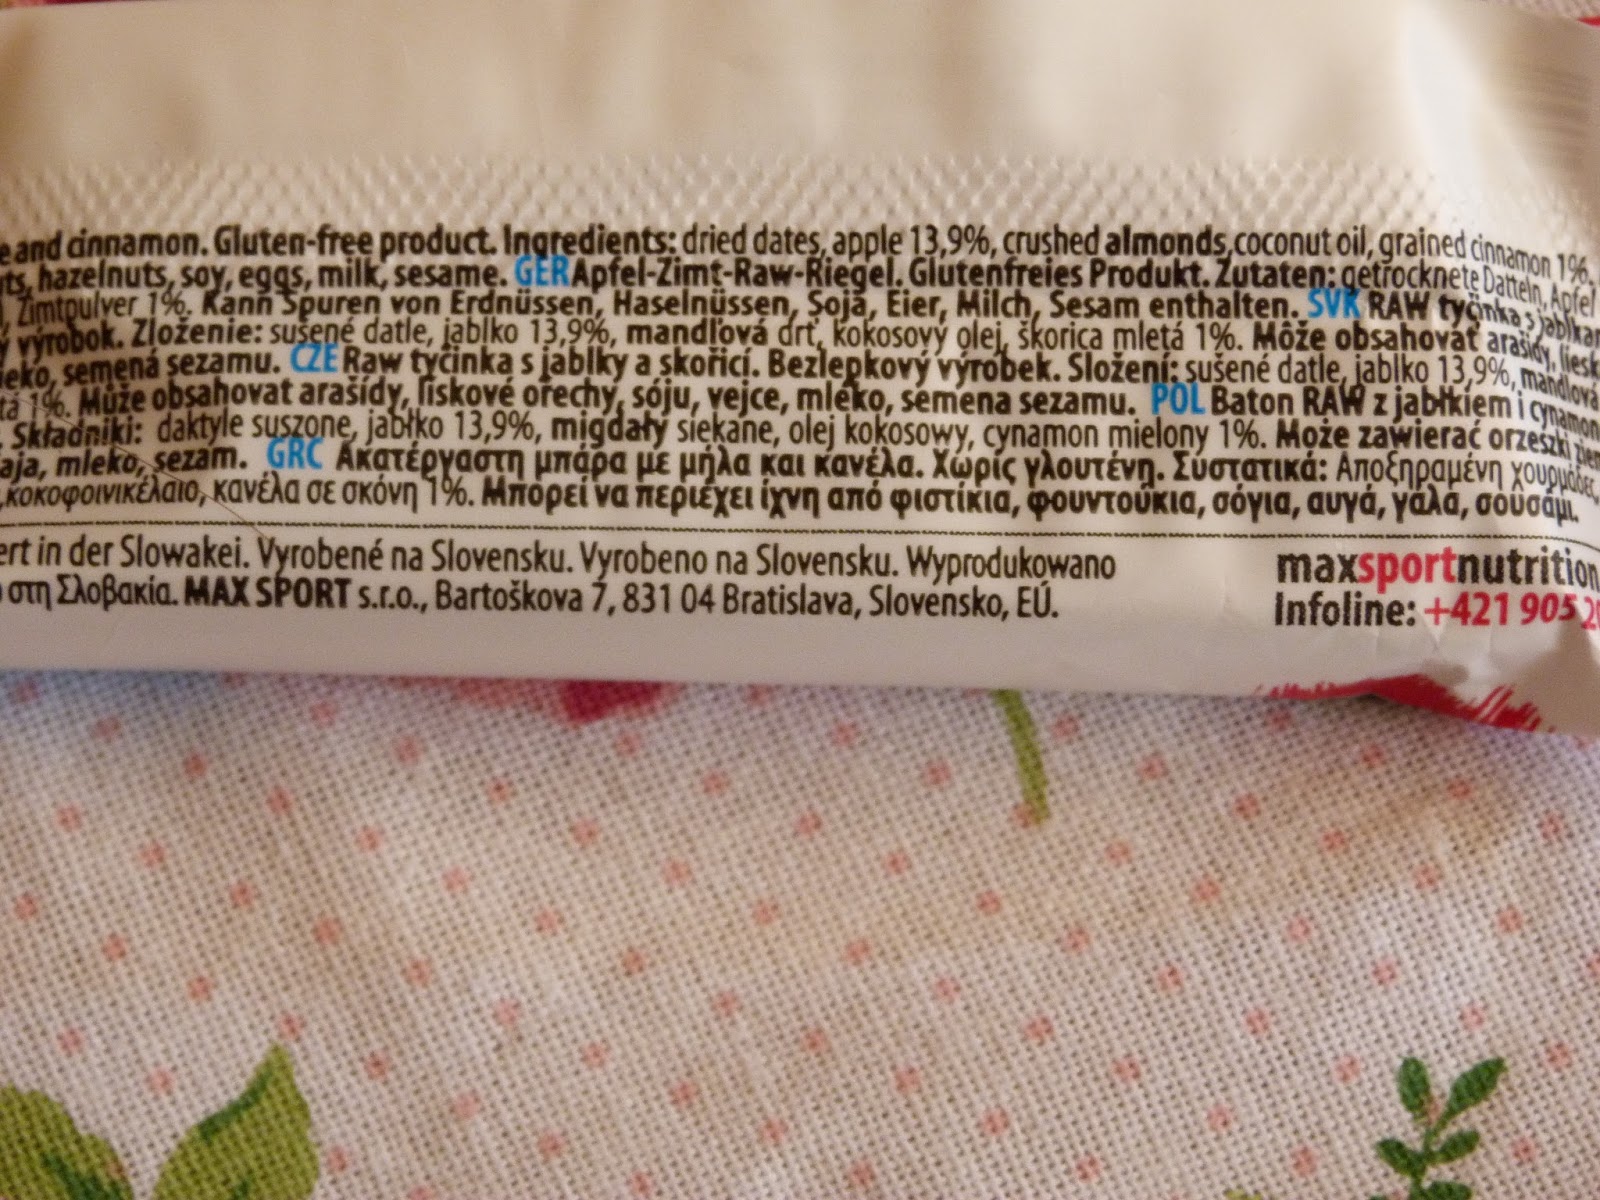 e and cinnamon. Gluten-free product. Ingredients: dried dates, apple 13,9%, crushed almonds,coconut oil, grained cinnamon 1%.
ts, hazelnuts, soy, eggs, milk, sesame. GER Apfel-Zimt-Raw-Riegel. Glutenfreies Produkt. Zutaten: getrocknete Datteln, Apfel
, Zimtpulver 1%. Kann Spuren von Erdnüssen, Haselnüssen, Soja, Eier, Milch, Sesam enthalten. SVK RAW tyčinka s jablkam
ý výrobok. Zloženie: sušené datle, jablko 13,9%, mandľová drť, kokosový olej, škorica mletá 1%. Môže obsahovať arašidy, liesk
ieko, semená sezamu. CZE Raw tyčinka s jablky a skořicí. Bezlepkový výrobek. Složení: sušené datle, jablko 13,9%, mandlová
tá 1%. Může obsahovat arašídy, lískové ořechy, sóju, vejce, mléko, semena sezamu. POL Baton RAW z jabłkiem i cynamon
. Składniki: daktyle suszone, jabłko 13,9%, migdały siekane, olej kokosowy, cynamon mielony 1%. Może zawierać orzeszki ziem
aja, mleko, sezam. GRC Ακατέργαστη μπάρα με μήλα και κανέλα. Χωρίς γλουτένη. Συστατικά: Αποξηραμένη χουρμάδες,
,κοκοφοινικέλαιο, κανέλα σε σκόνη 1%. Μπορεί να περιέχει ίχνη από φιστίκια, φουντούκια, σόγια, αυγά, γάλα, σουσάμι.
ert in der Slowakei. Vyrobené na Slovensku. Vyrobeno na Slovensku. Wyprodukowano
στη Σλοβακία. MAX SPORT s.r.o., Bartoškova 7, 831 04 Bratislava, Slovensko, EÚ.
maxsportnutrition
Infoline: +421 905 20